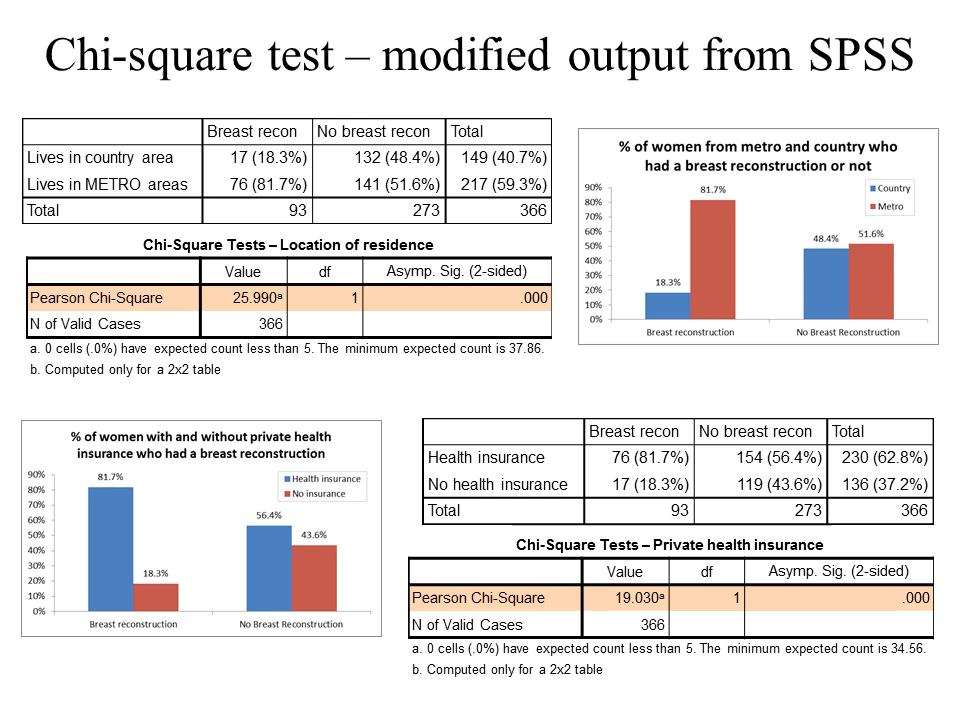 Chi-square test – modified output from SPSS
Breast recon No breast recon Total
Lives in country area 17 (18.3%) 132 (48.4%) 149 (40.7%)
Lives in METRO areas 76 (81.7%) 141 (51.6%) 217 (59.3%)
Total 93 273 366
Chi-Square Tests – Location of residence
Value df Asymp. Sig. (2-sided)
Pearson Chi-Square 25.990ᵃ 1 .000
N of Valid Cases 366
a. 0 cells (.0%) have expected count less than 5. The minimum expected count is 37.86.
b. Computed only for a 2x2 table
% of women from metro and country who
had a breast reconstruction or not
90%
80%
70%
60%
50%
40%
30%
20%
10%
0%
18.3%
81.7%
48.4%
51.6%
Country
Metro
Breast reconstruction
No Breast Reconstruction
% of women with and without private health
insurance who had a breast reconstruction
90%
80%
70%
60%
50%
40%
30%
20%
10%
0%
81.7%
18.3%
56.4%
43.6%
Health insurance
No insurance
Breast reconstruction
No Breast Reconstruction
Breast recon No breast recon Total
Health insurance 76 (81.7%) 154 (56.4%) 230 (62.8%)
No health insurance 17 (18.3%) 119 (43.6%) 136 (37.2%)
Total 93 273 366
Chi-Square Tests – Private health insurance
Value df Asymp. Sig. (2-sided)
Pearson Chi-Square 19.030ᵃ 1 .000
N of Valid Cases 366
a. 0 cells (.0%) have expected count less than 5. The minimum expected count is 34.56.
b. Computed only for a 2x2 table